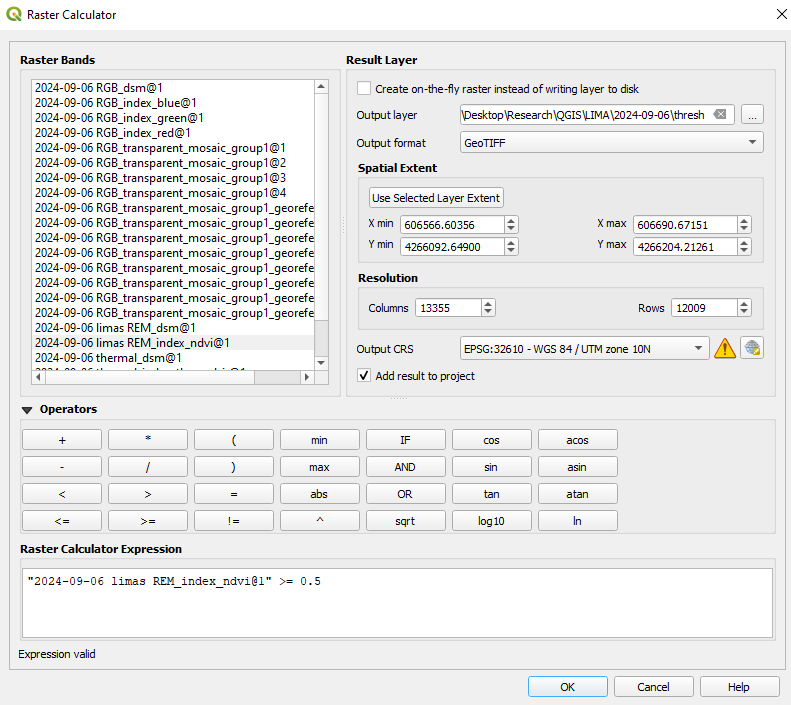 Raster Calculator
Raster Bands
2024-09-06 RGB_dsm@1
2024-09-06 RGB_index_blue@1
2024-09-06 RGB_index_green@1
2024-09-06 RGB_index_red@1
2024-09-06 RGB_transparent_mosaic_group1@1
2024-09-06 RGB_transparent_mosaic_group1@2
2024-09-06 RGB_transparent_mosaic_group1@3
2024-09-06 RGB_transparent_mosaic_group1@4
2024-09-06 RGB_transparent_mosaic_group1_georefe
2024-09-06 RGB_transparent_mosaic_group1_georefe
2024-09-06 RGB_transparent_mosaic_group1_georefe
2024-09-06 RGB_transparent_mosaic_group1_georefe
2024-09-06 RGB_transparent_mosaic_group1_georefe
2024-09-06 RGB_transparent_mosaic_group1_georefe
2024-09-06 RGB_transparent_mosaic_group1_georefe
2024-09-06 RGB_transparent_mosaic_group1_georefe
2024-09-06 limas REM_dsm@1
2024-09-06 limas REM_index_ndvi@1
2024-09-06 thermal_dsm@1
Result Layer
Create on-the-fly raster instead of writing layer to disk
Output layer \Desktop\Research\QGIS\LIMA\2024-09-06\thresh ...
Output format GeoTIFF
Spatial Extent
Use Selected Layer Extent
X min 606566.60356 X max 606690.67151
Y min 4266092.64900 Y max 4266204.21261
Resolution
Columns 13355 Rows 12009
Output CRS EPSG:32610 - WGS 84 / UTM zone 10N
Add result to project
Operators
+ * ( min IF cos acos
- / ) max AND sin asin
< > = abs OR tan atan
<= >= != ^ sqrt log10 ln
Raster Calculator Expression
"2024-09-06 limas REM_index_ndvi@1" >= 0.5
Expression valid
OK Cancel Help